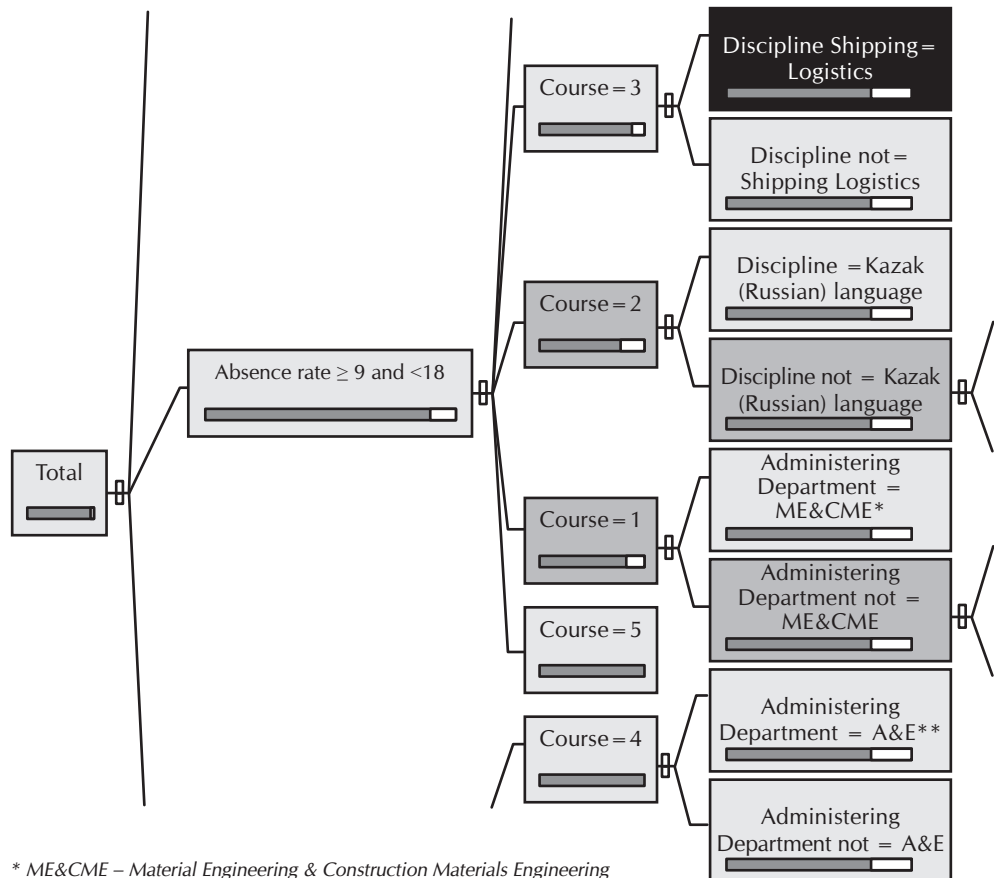 Total
Absence rate ≥ 9 and <18
Course = 3
Course = 2
Course = 1
Course = 5
Course = 4
Discipline Shipping =
Logistics
Discipline not =
Shipping Logistics
Discipline = Kazak
(Russian) language
Discipline not = Kazak
(Russian) language
Administering
Department =
ME&CME*
Administering
Department not =
ME&CME
Administering
Department = A&E**
Administering
Department not = A&E
* ME&CME – Material Engineering & Construction Materials Engineering